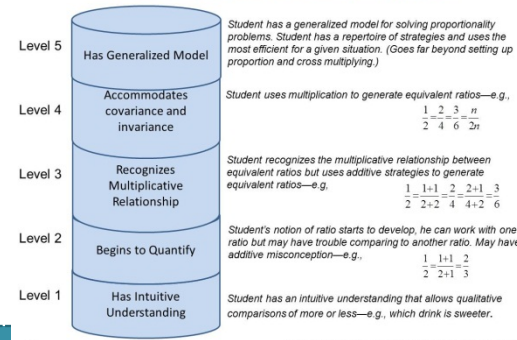 Level 5
Has Generalized Model
Student has a generalized model for solving proportionality
problems. Student has a repertoire of strategies and uses the
most efficient for a given situation. (Goes far beyond setting up
proportion and cross multiplying.)
Level 4
Accommodates
covariance and
invariance
Student uses multiplication to generate equivalent ratios—e.g.,
1/2 = 2/4 = 3/6 = n/2n
Level 3
Recognizes
Multiplicative
Relationship
Student recognizes the multiplicative relationship between
equivalent ratios but uses additive strategies to generate
equivalent ratios—e.g,
1/2 = 1+1/2+2 = 2/4 = 2+1/4+2 = 3/6
Level 2
Begins to Quantify
Student's notion of ratio starts to develop, he can work with one
ratio but may have trouble comparing to another ratio. May have
additive misconception—e.g.,
1/2 = 1+1/2+1 = 2/3
Level 1
Has Intuitive
Understanding
Student has an intuitive understanding that allows qualitative
comparisons of more or less—e.g., which drink is sweeter.